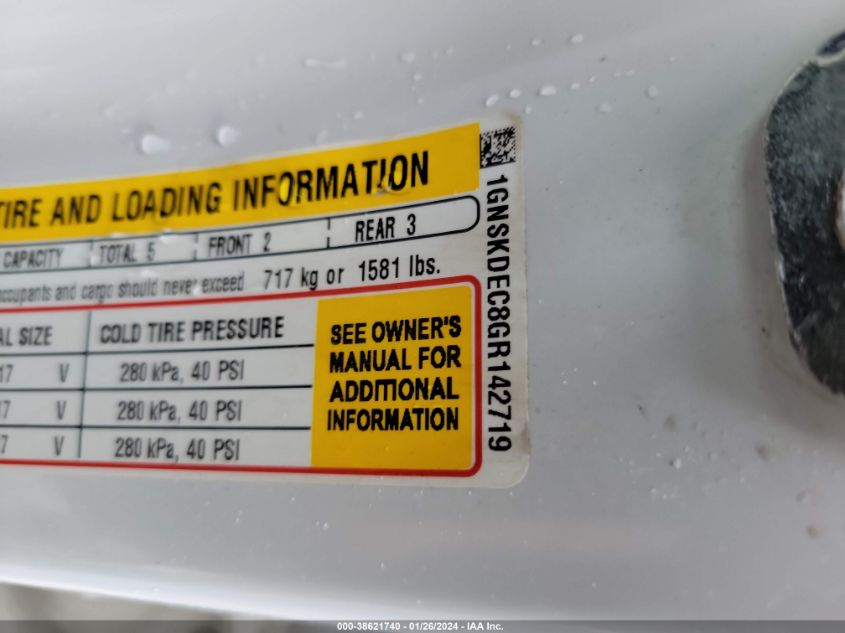 TIRE AND LOADING INFORMATION
CAPACITY TOTAL 5 FRONT 2 REAR 3
occupants and cargo should never exceed 717 kg or 1581 lbs.
AL SIZE COLD TIRE PRESSURE
17 V 280 kPa, 40 PSI
17 V 280 kPa, 40 PSI
7 V 280 kPa, 40 PSI
SEE OWNER'S
MANUAL FOR
ADDITIONAL
INFORMATION
1GNSKDEC8GR142719
000-38621740 - 01/26/2024 - IAA Inc.